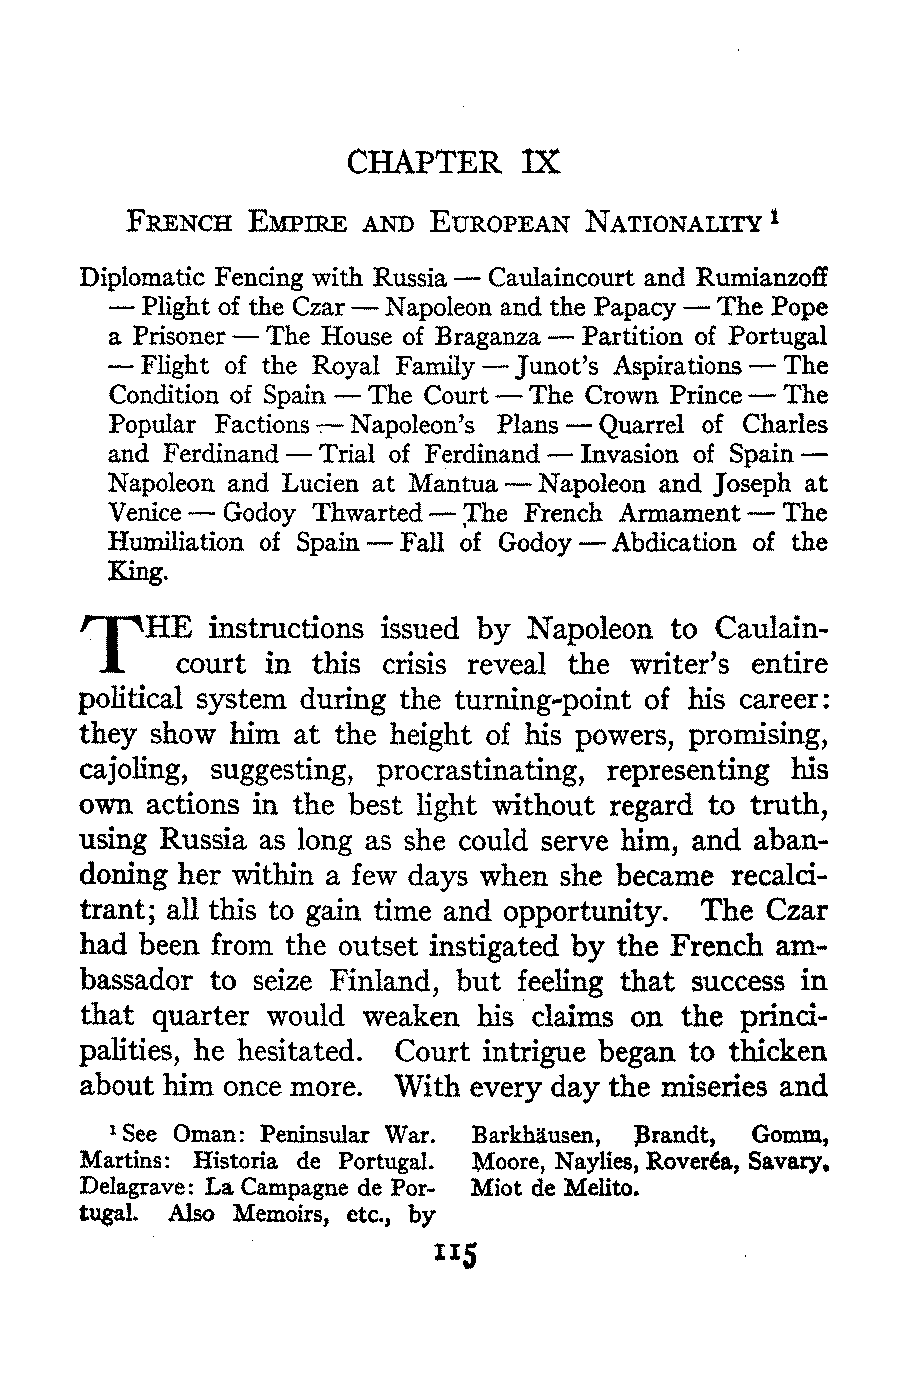 CHAPTER IX
FRENCH EMPIRE AND EUROPEAN NATIONALITY 1
Diplomatic Fencing with Russia — Caulaincourt and Rumianzoff
— Plight of the Czar — Napoleon and the Papacy — The Pope
a Prisoner — The House of Braganza — Partition of Portugal
— Flight of the Royal Family — Junot's Aspirations — The
Condition of Spain — The Court — The Crown Prince — The
Popular Factions — Napoleon's Plans — Quarrel of Charles
and Ferdinand — Trial of Ferdinand — Invasion of Spain —
Napoleon and Lucien at Mantua — Napoleon and Joseph at
Venice — Godoy Thwarted — The French Armament — The
Humiliation of Spain — Fall of Godoy — Abdication of the
King.
THE instructions issued by Napoleon to Caulain-
court in this crisis reveal the writer's entire
political system during the turning-point of his career:
they show him at the height of his powers, promising,
cajoling, suggesting, procrastinating, representing his
own actions in the best light without regard to truth,
using Russia as long as she could serve him, and aban-
doning her within a few days when she became recalci-
trant; all this to gain time and opportunity. The Czar
had been from the outset instigated by the French am-
bassador to seize Finland, but feeling that success in
that quarter would weaken his claims on the princi-
palities, he hesitated. Court intrigue began to thicken
about him once more. With every day the miseries and
1 See Oman: Peninsular War.
Martins: Historia de Portugal.
Delagrave: La Campagne de Por-
tugal. Also Memoirs, etc., by
Barkhäusen, Brandt, Gomm,
Moore, Naylies, Roveréa, Savary,
Miot de Melito.
115